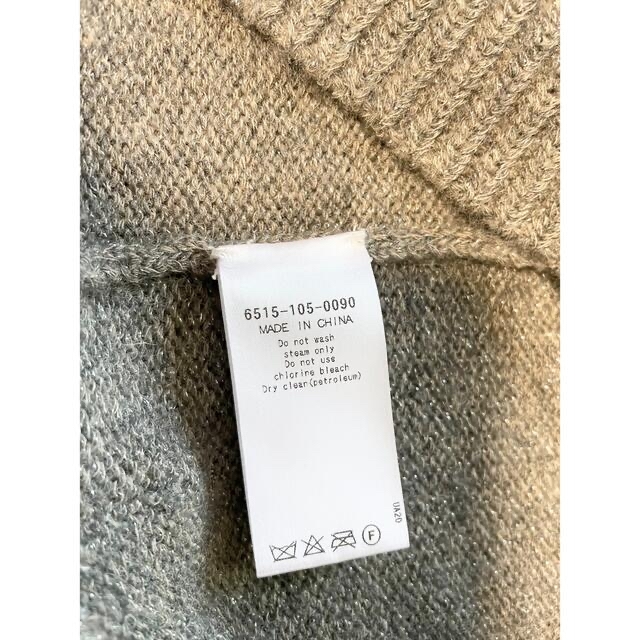 6515-105-0090
MADE IN CHINA
Do not wash
steam only
Do not use
chlorine bleach
Dry clean(petroleum)
UA20
F